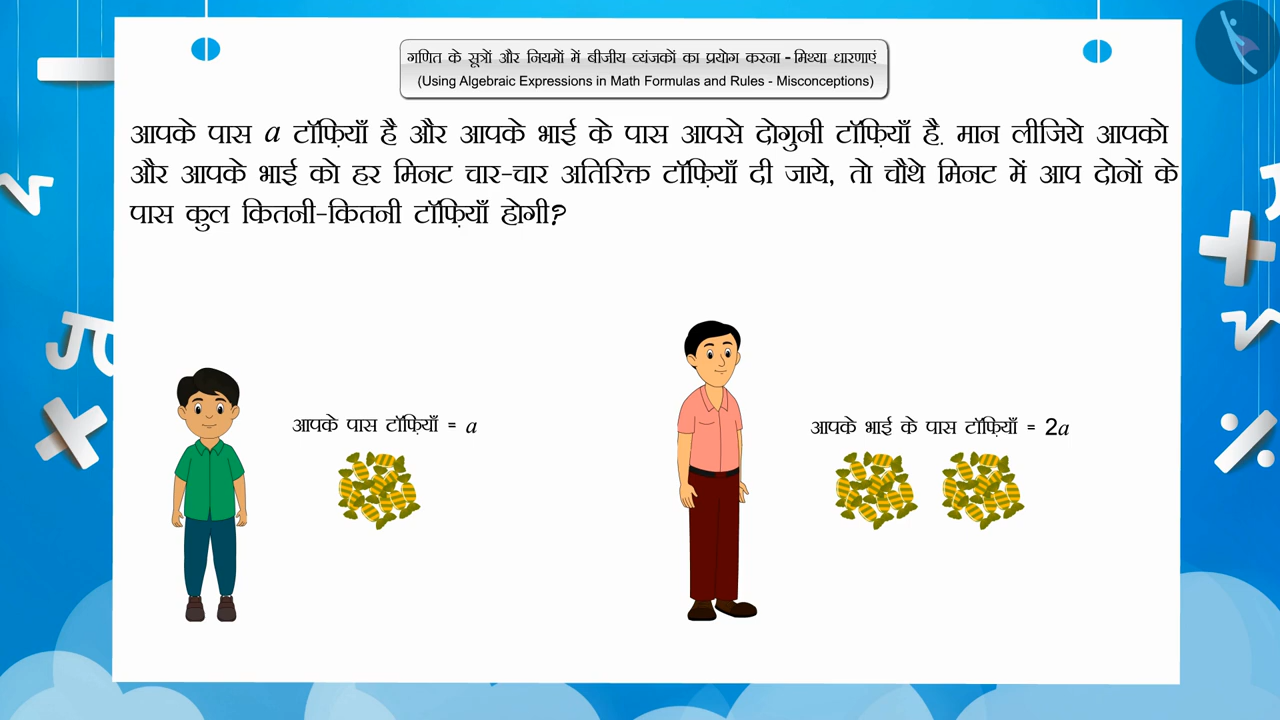 गणित के सूत्रों और नियमों में बीजीय व्यंजकों का प्रयोग करना - मिथ्या धारणाएं
(Using Algebraic Expressions in Math Formulas and Rules - Misconceptions)
आपके पास a टॉफ़ियाँ है और आपके भाई के पास आपसे दोगुनी टॉफ़ियाँ है. मान लीजिये आपको
और आपके भाई को हर मिनट चार-चार अतिरिक्त टॉफ़ियाँ दी जाये, तो चौथे मिनट में आप दोनों के
पास कुल कितनी-कितनी टॉफ़ियाँ होगी?
आपके पास टॉफ़ियाँ = a
आपके भाई के पास टॉफ़ियाँ = 2a